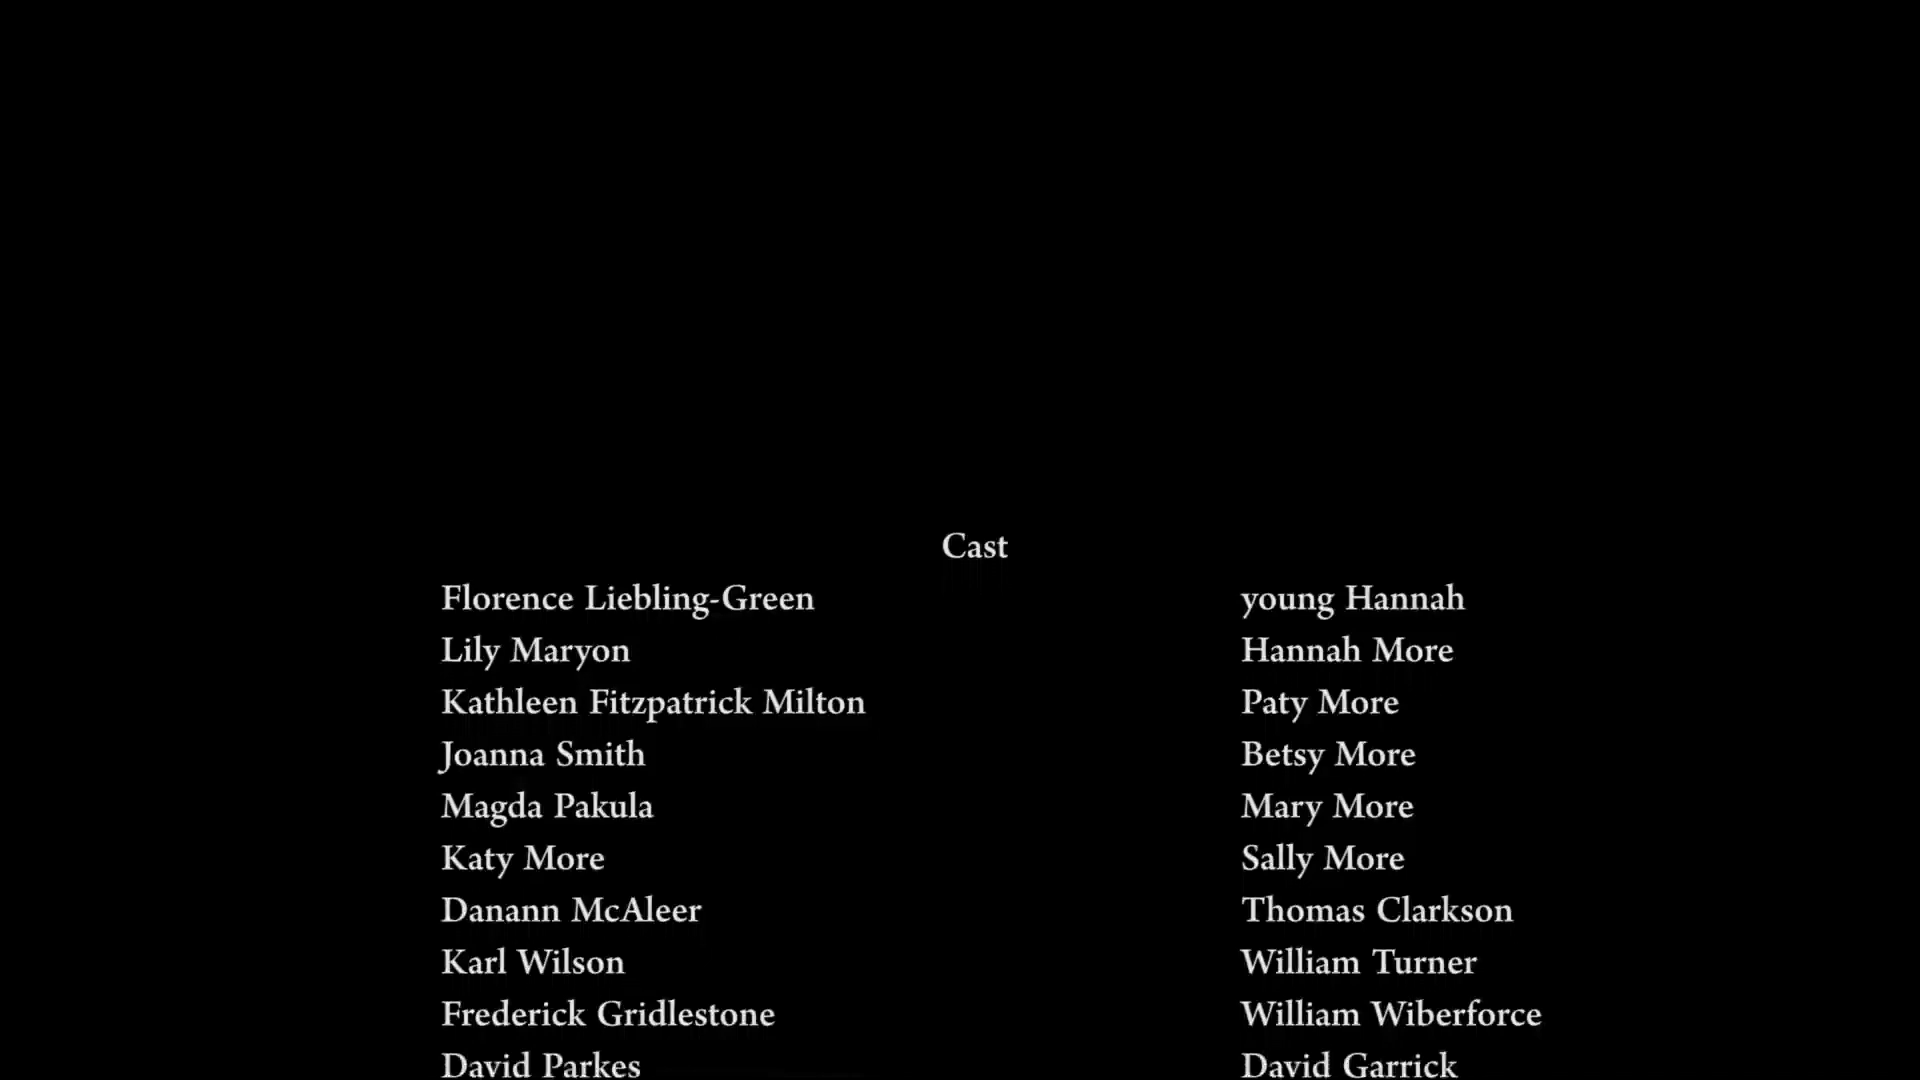 Cast
Florence Liebling-Green young Hannah
Lily Maryon Hannah More
Kathleen Fitzpatrick Milton Paty More
Joanna Smith Betsy More
Magda Pakula Mary More
Katy More Sally More
Danann McAleer Thomas Clarkson
Karl Wilson William Turner
Frederick Gridlestone William Wiberforce
David Parkes David Garrick